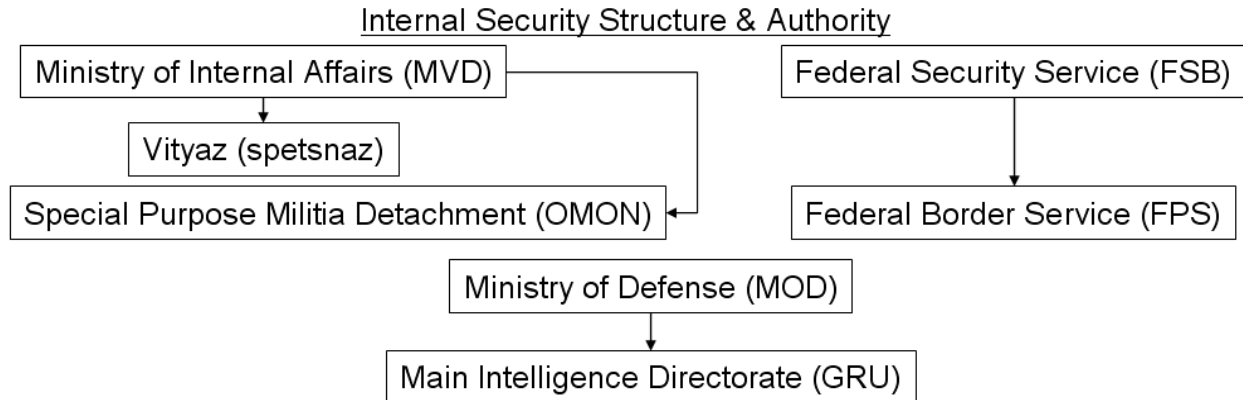 Internal Security Structure & Authority
Ministry of Internal Affairs (MVD)
Federal Security Service (FSB)
Vityaz (spetsnaz)
Special Purpose Militia Detachment (OMON)
Federal Border Service (FPS)
Ministry of Defense (MOD)
Main Intelligence Directorate (GRU)